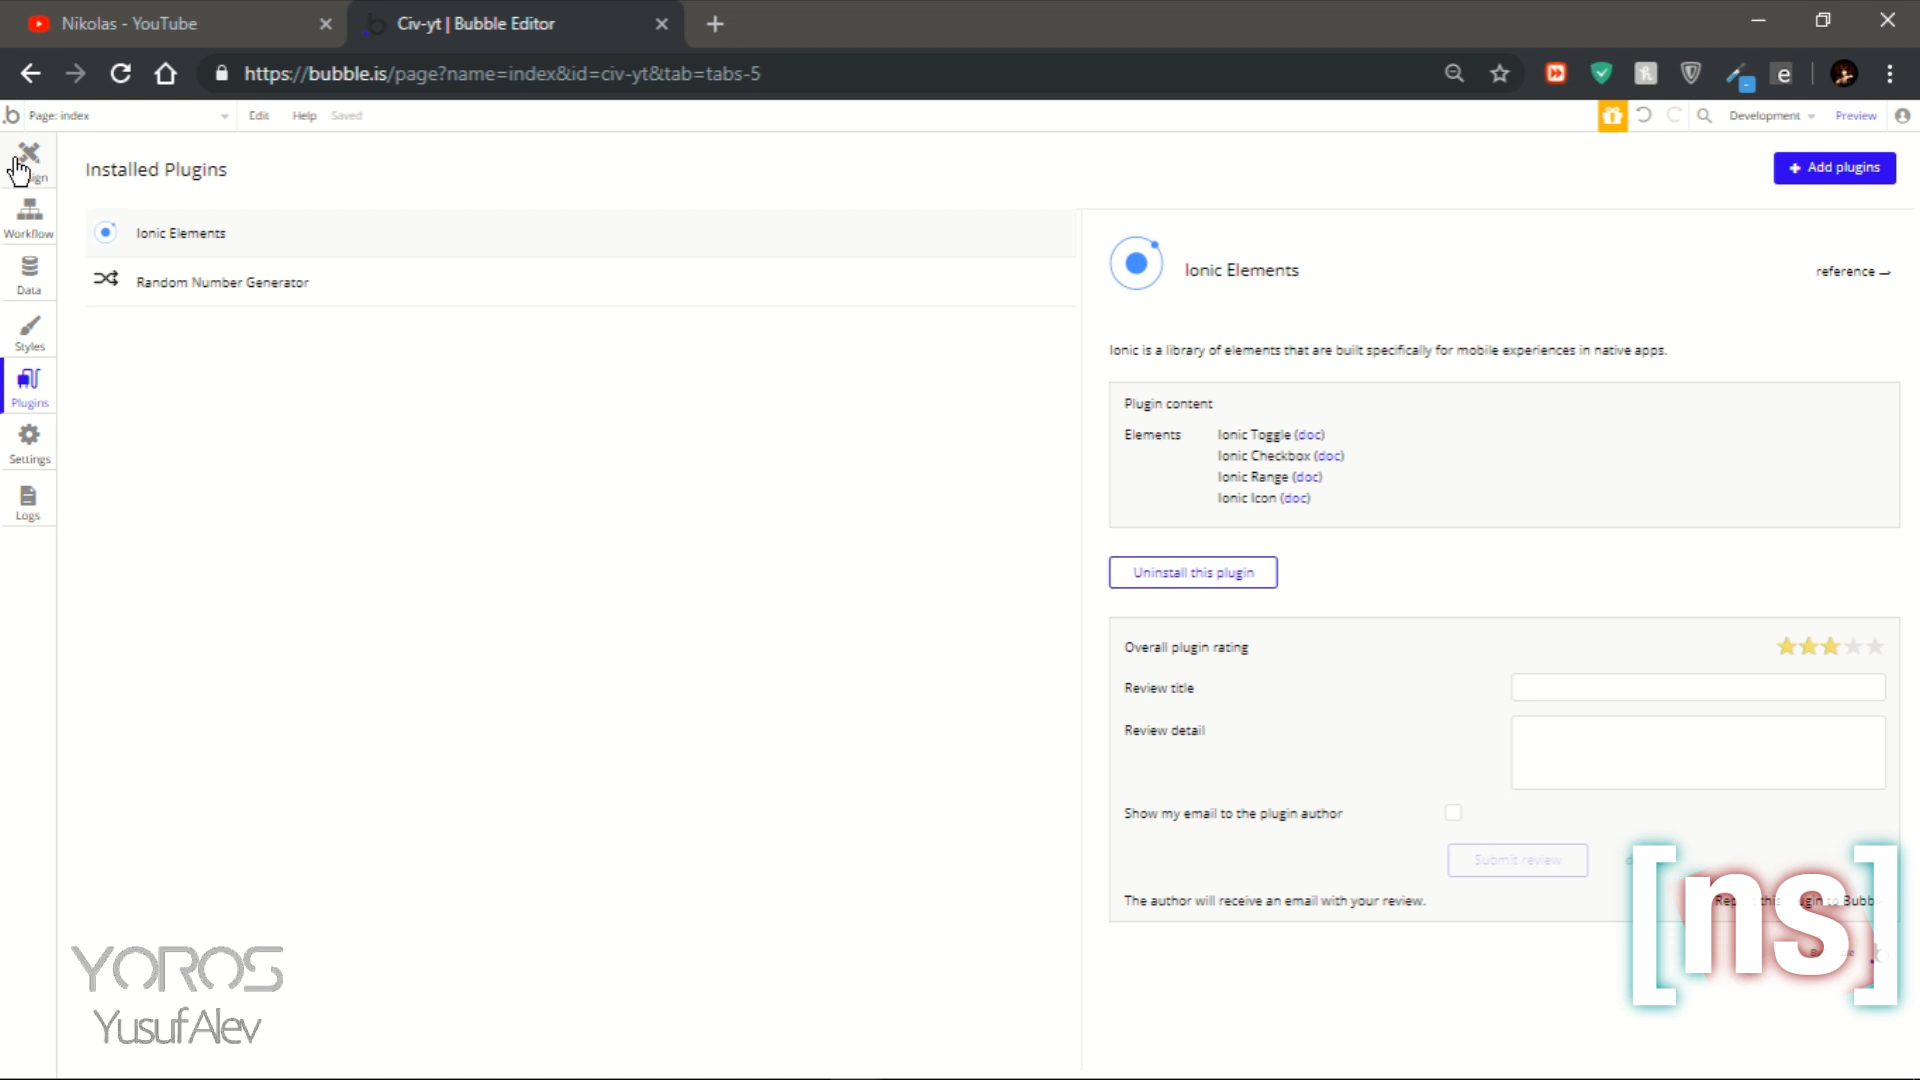 Nikolas - YouTube
Civ-yt | Bubble Editor
https://bubble.is/page?name=index&id=civ-yt&tab=tabs-5
Page: index
Edit
Help
Saved
Development
Preview
Workflow
Data
Styles
Plugins
Settings
Logs
Installed Plugins
+ Add plugins
Ionic Elements
Random Number Generator
Ionic Elements
reference
Ionic is a library of elements that are built specifically for mobile experiences in native apps.
Plugin content
Elements
Ionic Toggle (doc)
Ionic Checkbox (doc)
Ionic Range (doc)
Ionic Icon (doc)
Uninstall this plugin
Overall plugin rating
Review title
Review detail
Show my email to the plugin author
Submit review
The author will receive an email with your review.
[ns]
YOROS
YusufAlev